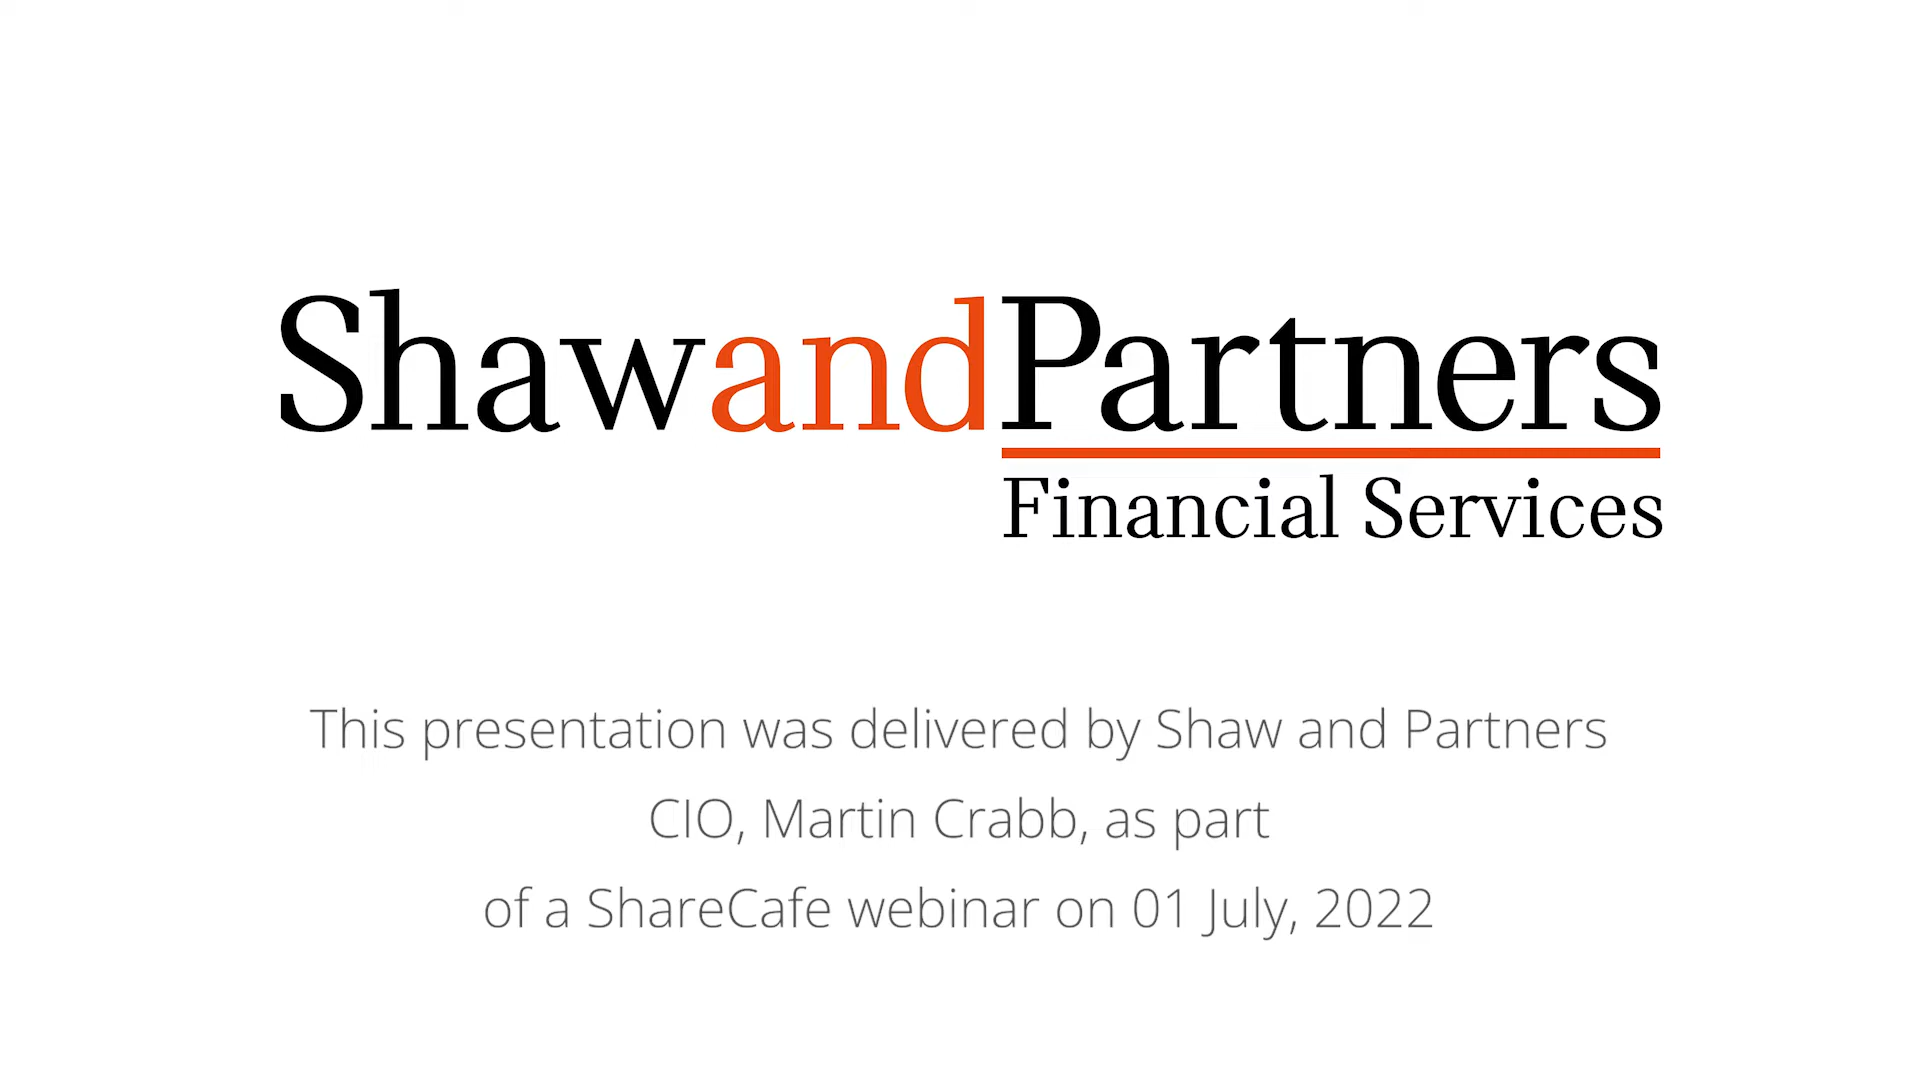 ShawandPartners
Financial Services
This presentation was delivered by Shaw and Partners
CIO, Martin Crabb, as part
of a ShareCafe webinar on 01 July, 2022